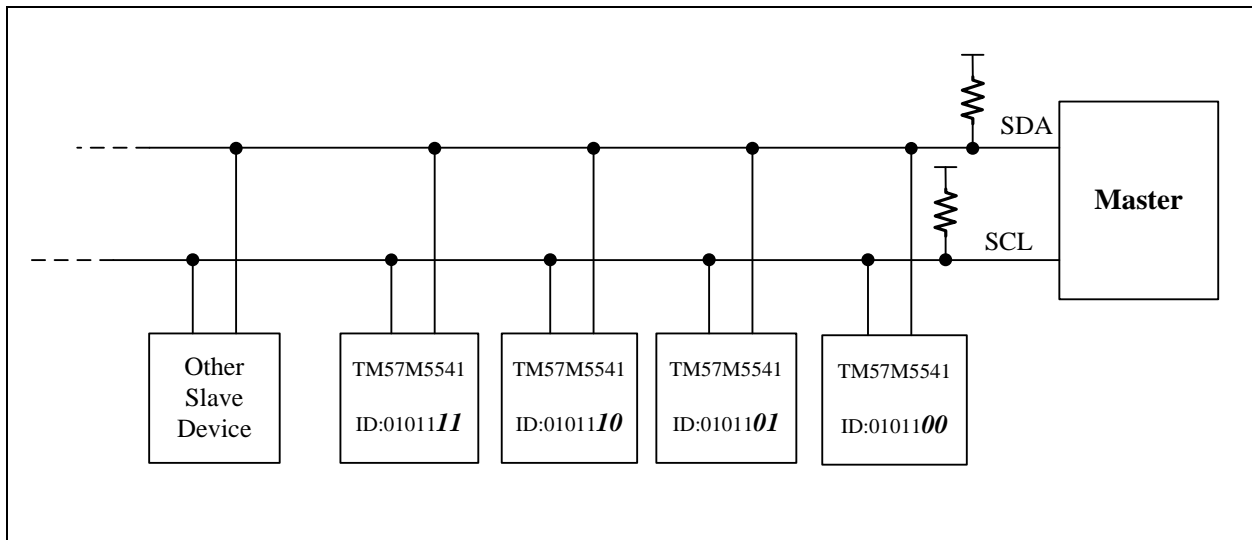 SDA
Master
SCL
Other
Slave
Device
TM57M5541
ID:0101111
TM57M5541
ID:0101110
TM57M5541
ID:0101101
TM57M5541
ID:0101100